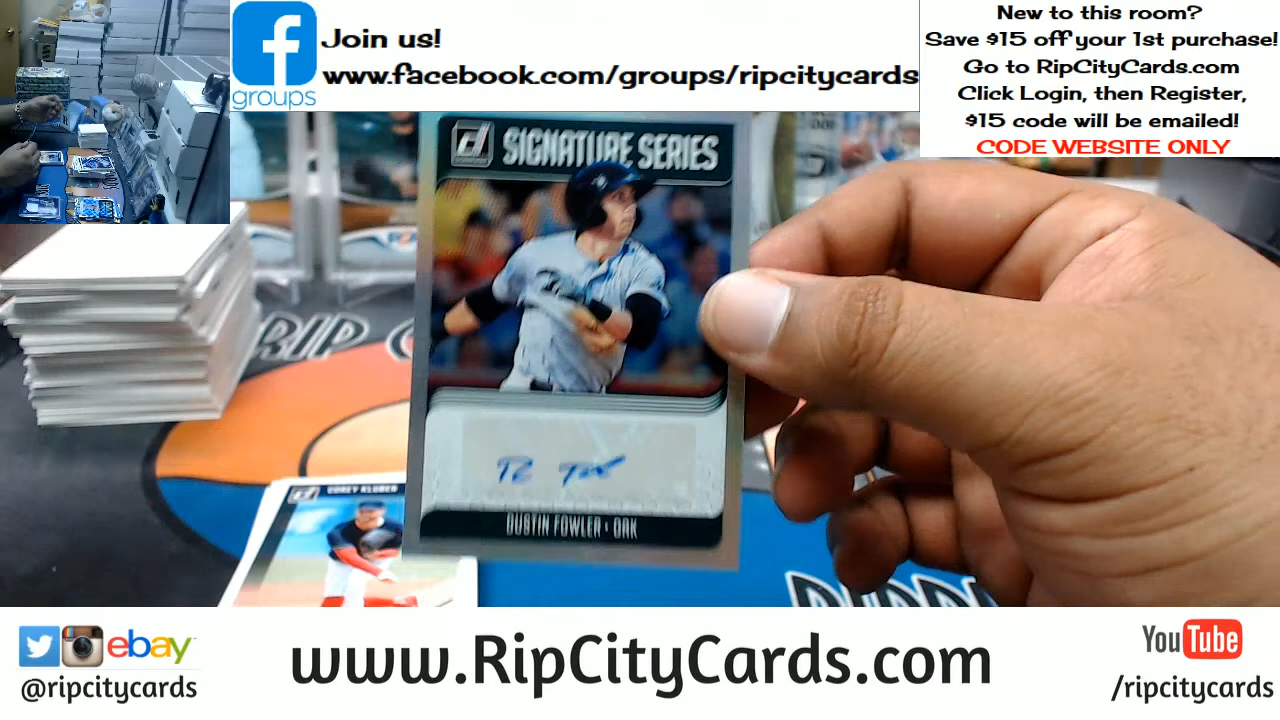 Join us!
www.facebook.com/groups/ripcitycards
groups
New to this room?
Save $15 off your 1st purchase!
Go to RipCityCards.com
Click Login, then Register,
$15 code will be emailed!
CODE WEBSITE ONLY
SIGNATURE SERIES
DUSTIN FOWLER • OAK
RIP
COREY KLUBER
ebay
@ripcitycards
www.RipCityCards.com
YouTube
/ripcitycards